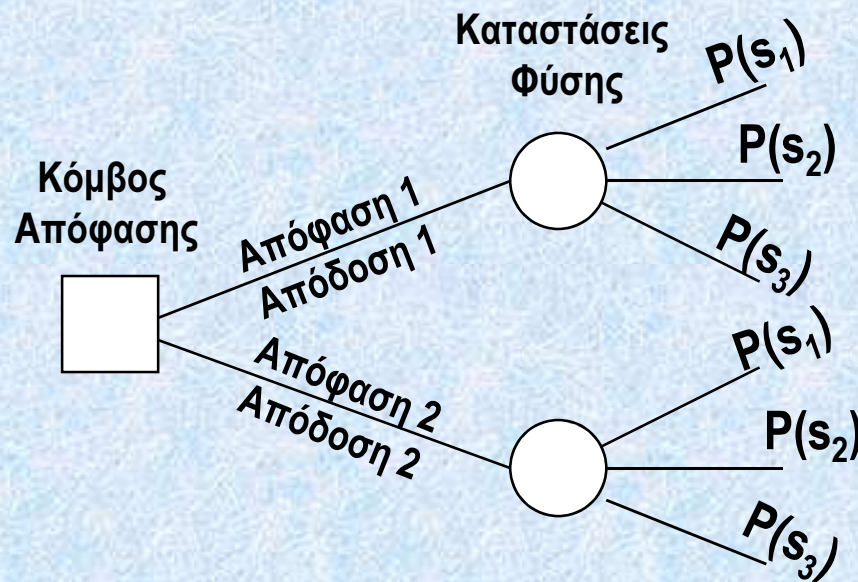 Καταστάσεις
Φύσης
P(s₁)
P(s₂)
P(s₃)
Κόμβος
Απόφασης
Απόφαση 1
Απόδοση 1
Απόφαση 2
Απόδοση 2
P(s₁)
P(s₂)
P(s₃)